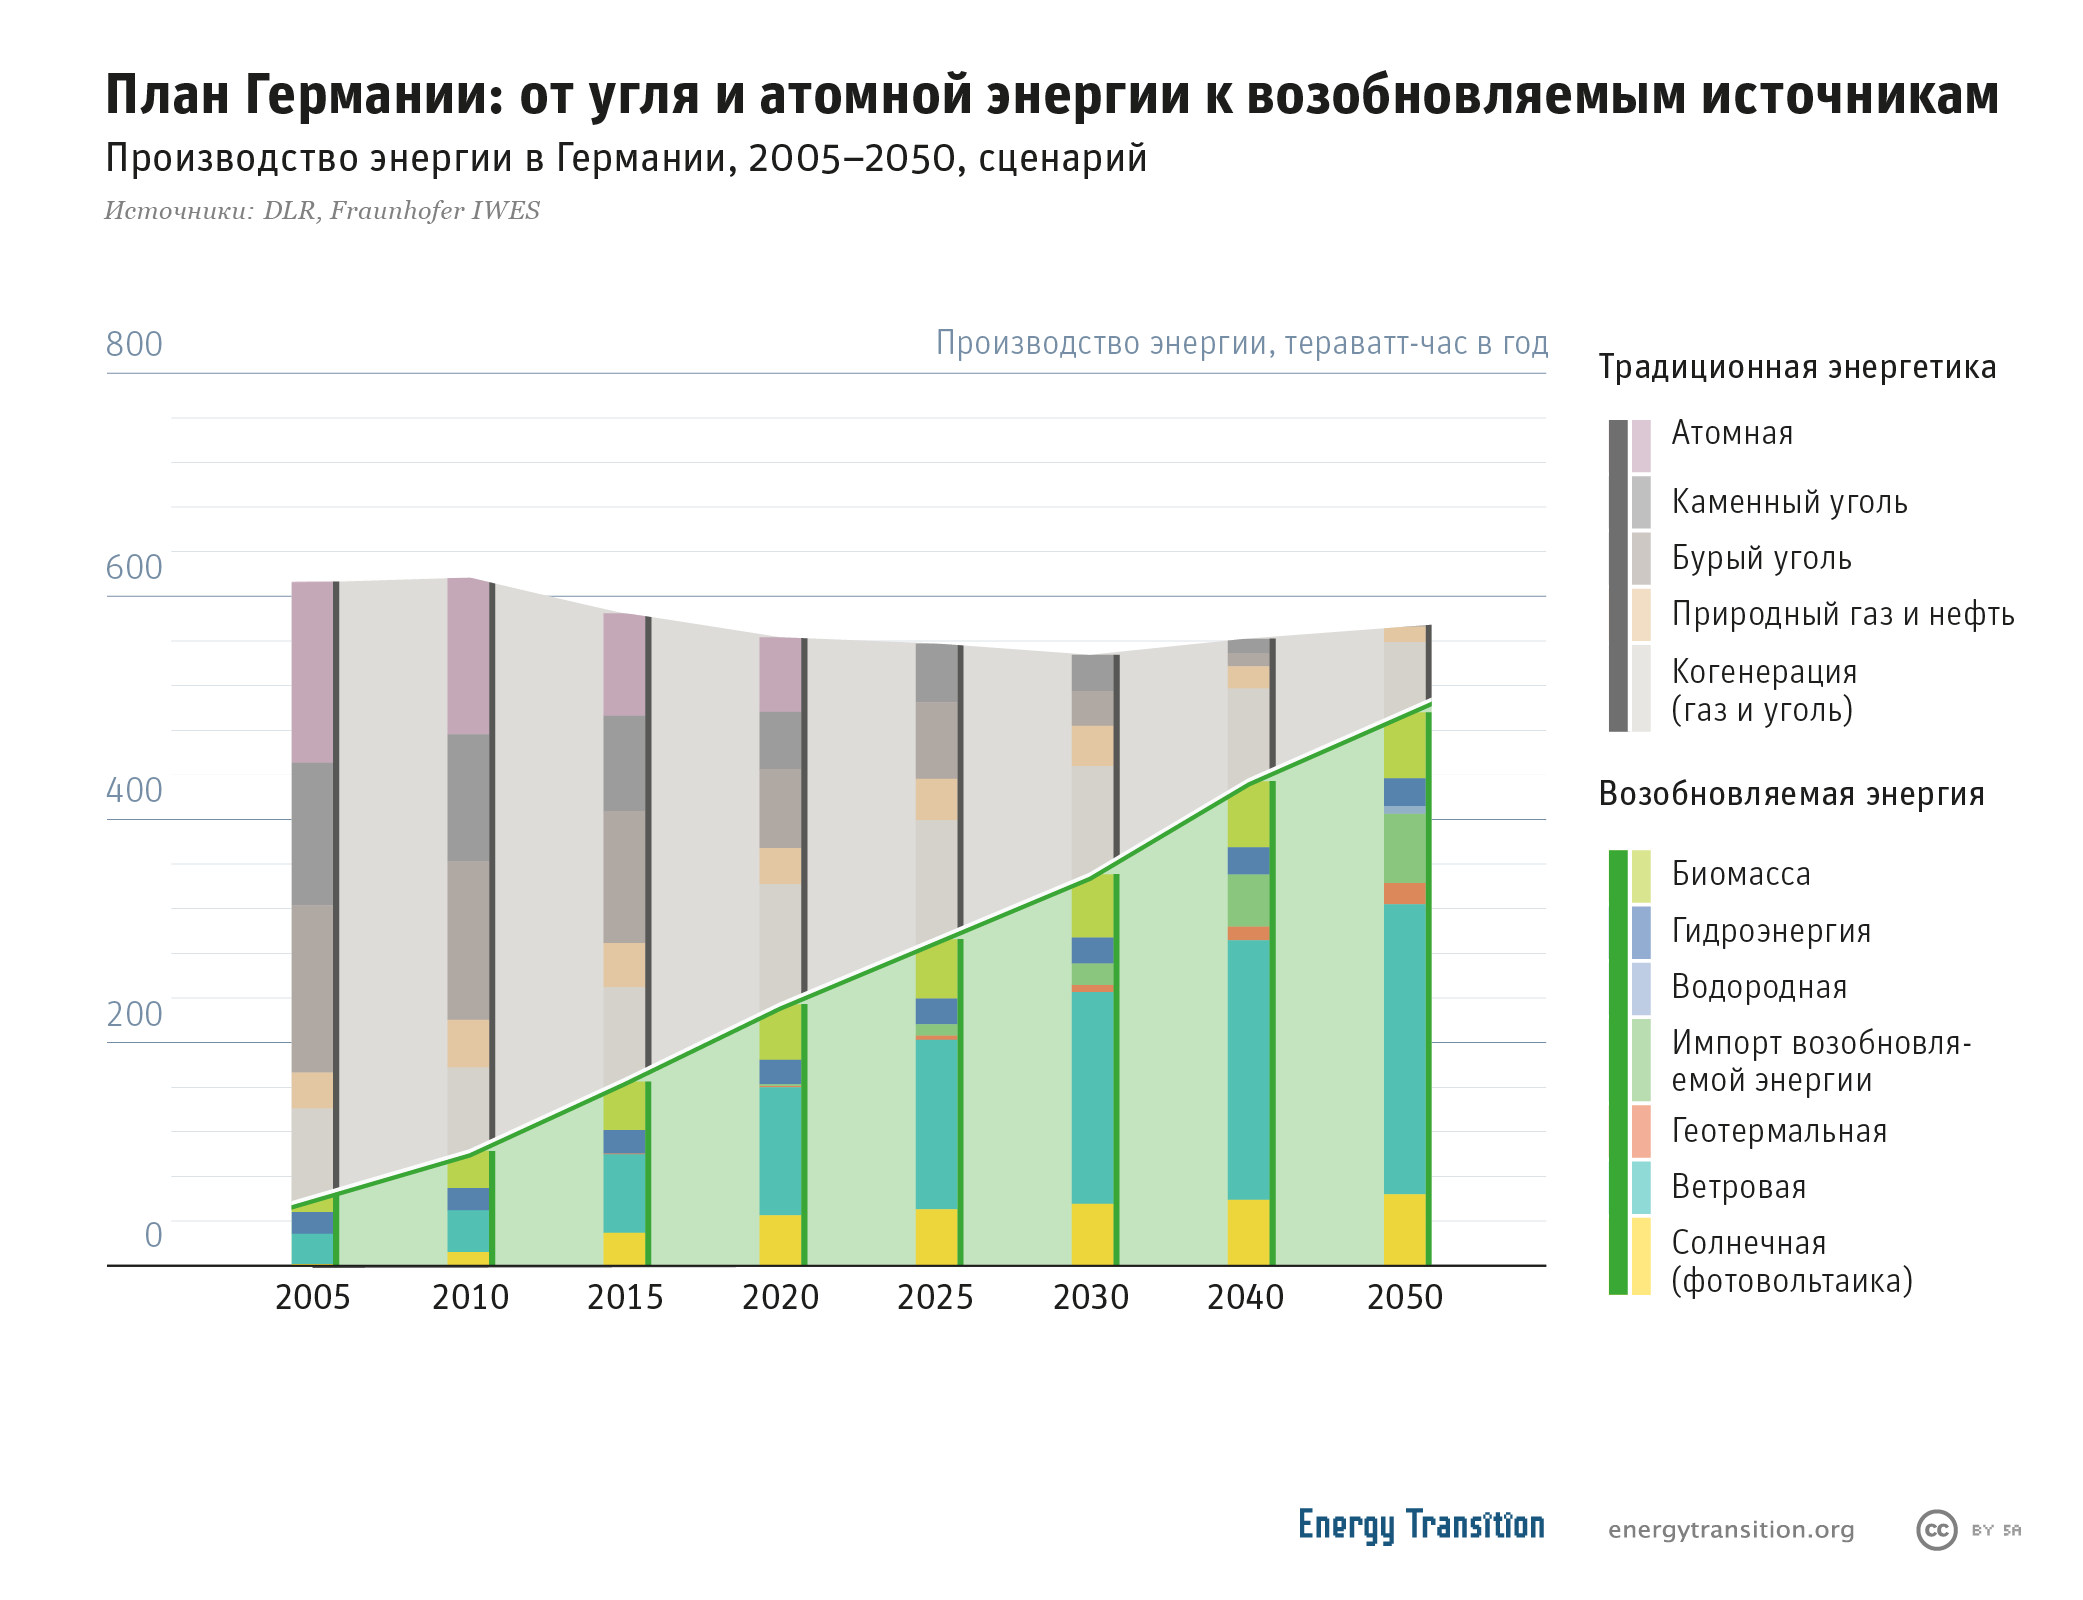 План Германии: от угля и атомной энергии к возобновляемым источникам
Производство энергии в Германии, 2005–2050, сценарий
Источники: DLR, Fraunhofer IWES
800
Производство энергии, тераватт-час в год
600
400
200
0
2005 2010 2015 2020 2025 2030 2040 2050
Традиционная энергетика
Атомная
Каменный уголь
Бурый уголь
Природный газ и нефть
Когенерация
(газ и уголь)
Возобновляемая энергия
Биомасса
Гидроэнергия
Водородная
Импорт возобновля-
емой энергии
Геотермальная
Ветровая
Солнечная
(фотовольтаика)
Energy Transition
energytransition.org
cc BY SA